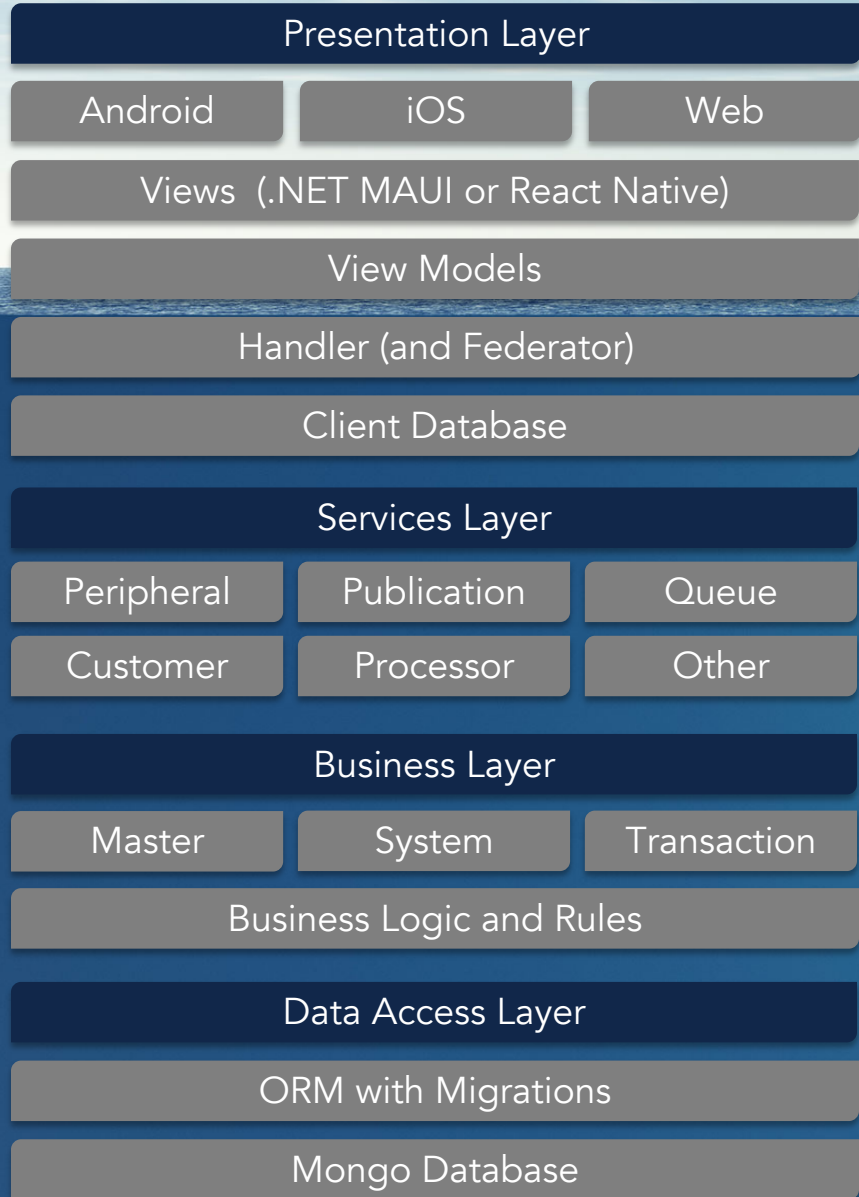 Presentation Layer
Android iOS Web
Views (.NET MAUI or React Native)
View Models
Handler (and Federator)
Client Database
Services Layer
Peripheral Publication Queue
Customer Processor Other
Business Layer
Master System Transaction
Business Logic and Rules
Data Access Layer
ORM with Migrations
Mongo Database